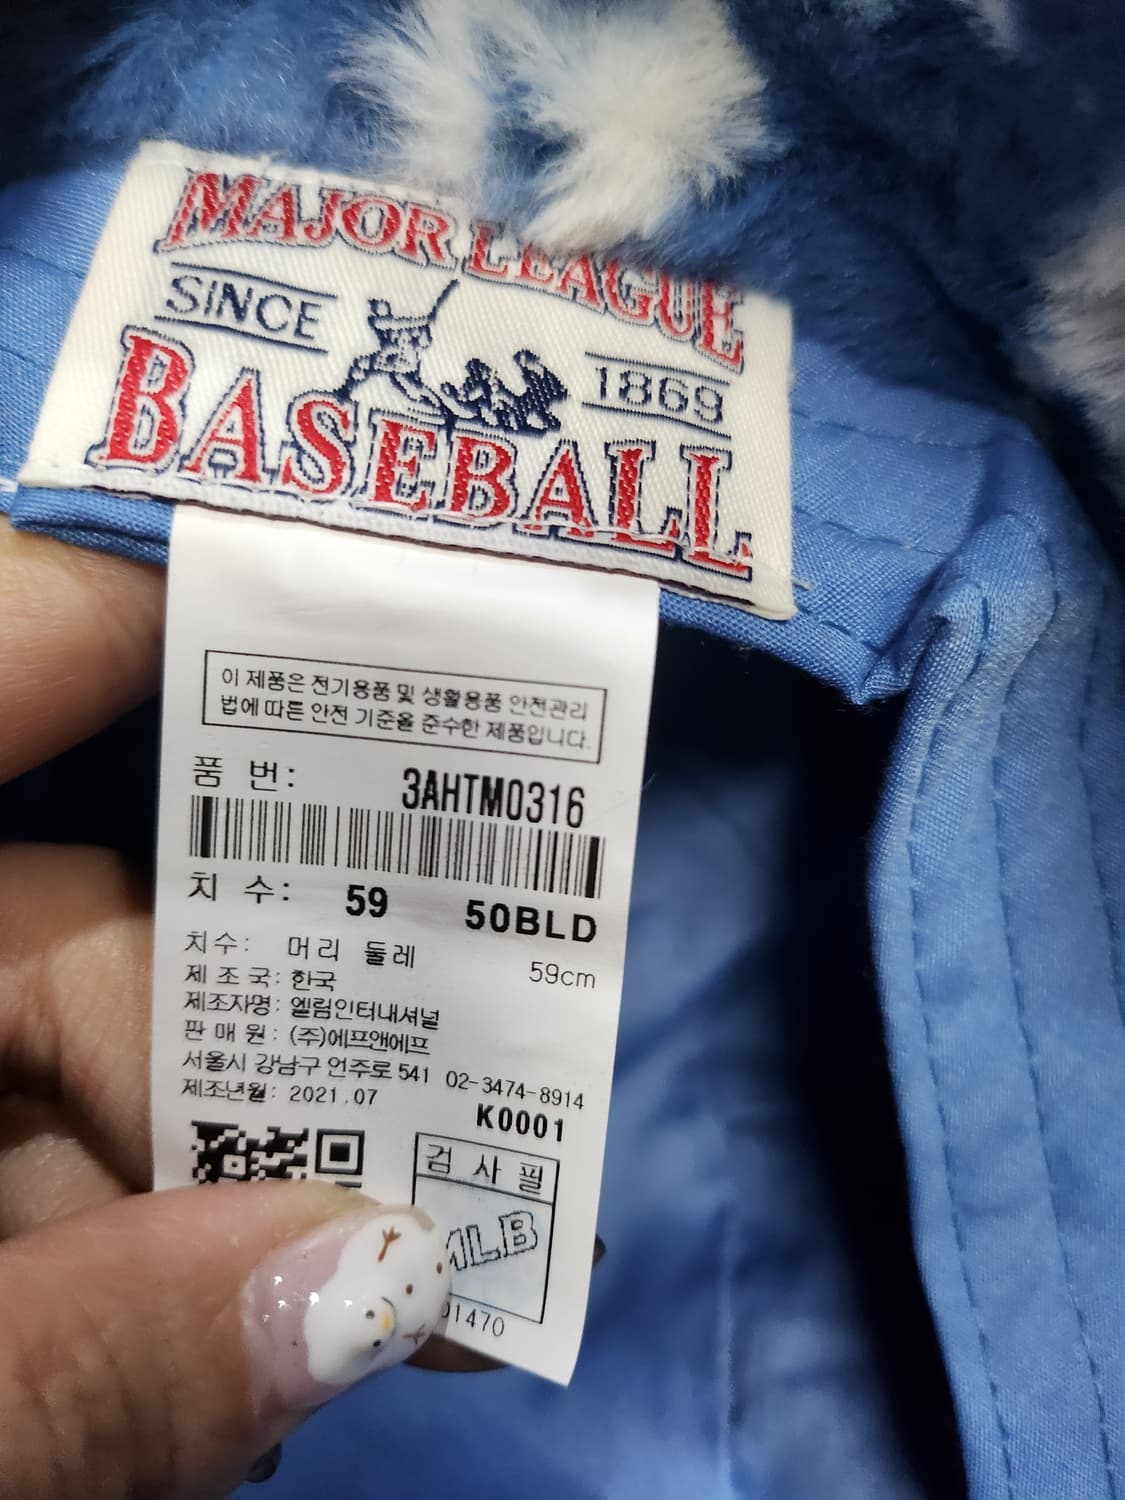 MAJOR LEAGUE
SINCE 1869
BASEBALL
이 제품은 전기용품 및 생활용품 안전관리
법에 따른 안전 기준을 준수한 제품입니다.
품 번: 3AHTM0316
치 수: 59 50BLD
치수: 머리 둘레 59cm
제 조 국: 한국
제조자명: 엘림인터내셔널
판 매 원: (주)에프앤에프
서울시 강남구 언주로 541 02-3474-8914
제조년월: 2021.07
K0001
검 사 필
MLB
01470